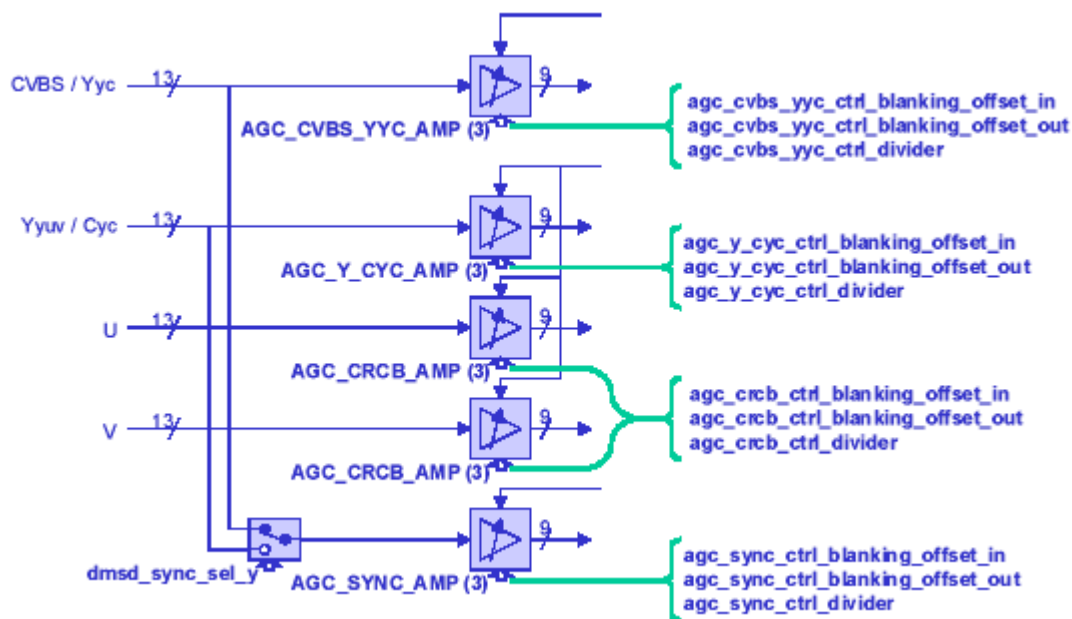 CVBS / Yyc
13
9
AGC_CVBS_YYC_AMP (3)
agc_cvbs_yyc_ctrl_blanking_offset_in
agc_cvbs_yyc_ctrl_blanking_offset_out
agc_cvbs_yyc_ctrl_divider
Yyuv / Cyc
13
9
AGC_Y_CYC_AMP (3)
agc_y_cyc_ctrl_blanking_offset_in
agc_y_cyc_ctrl_blanking_offset_out
agc_y_cyc_ctrl_divider
U
13
9
AGC_CRCB_AMP (3)
agc_crcb_ctrl_blanking_offset_in
agc_crcb_ctrl_blanking_offset_out
agc_crcb_ctrl_divider
V
13
9
AGC_CRCB_AMP (3)
9
dmsd_sync_sel_y
AGC_SYNC_AMP (3)
agc_sync_ctrl_blanking_offset_in
agc_sync_ctrl_blanking_offset_out
agc_sync_ctrl_divider